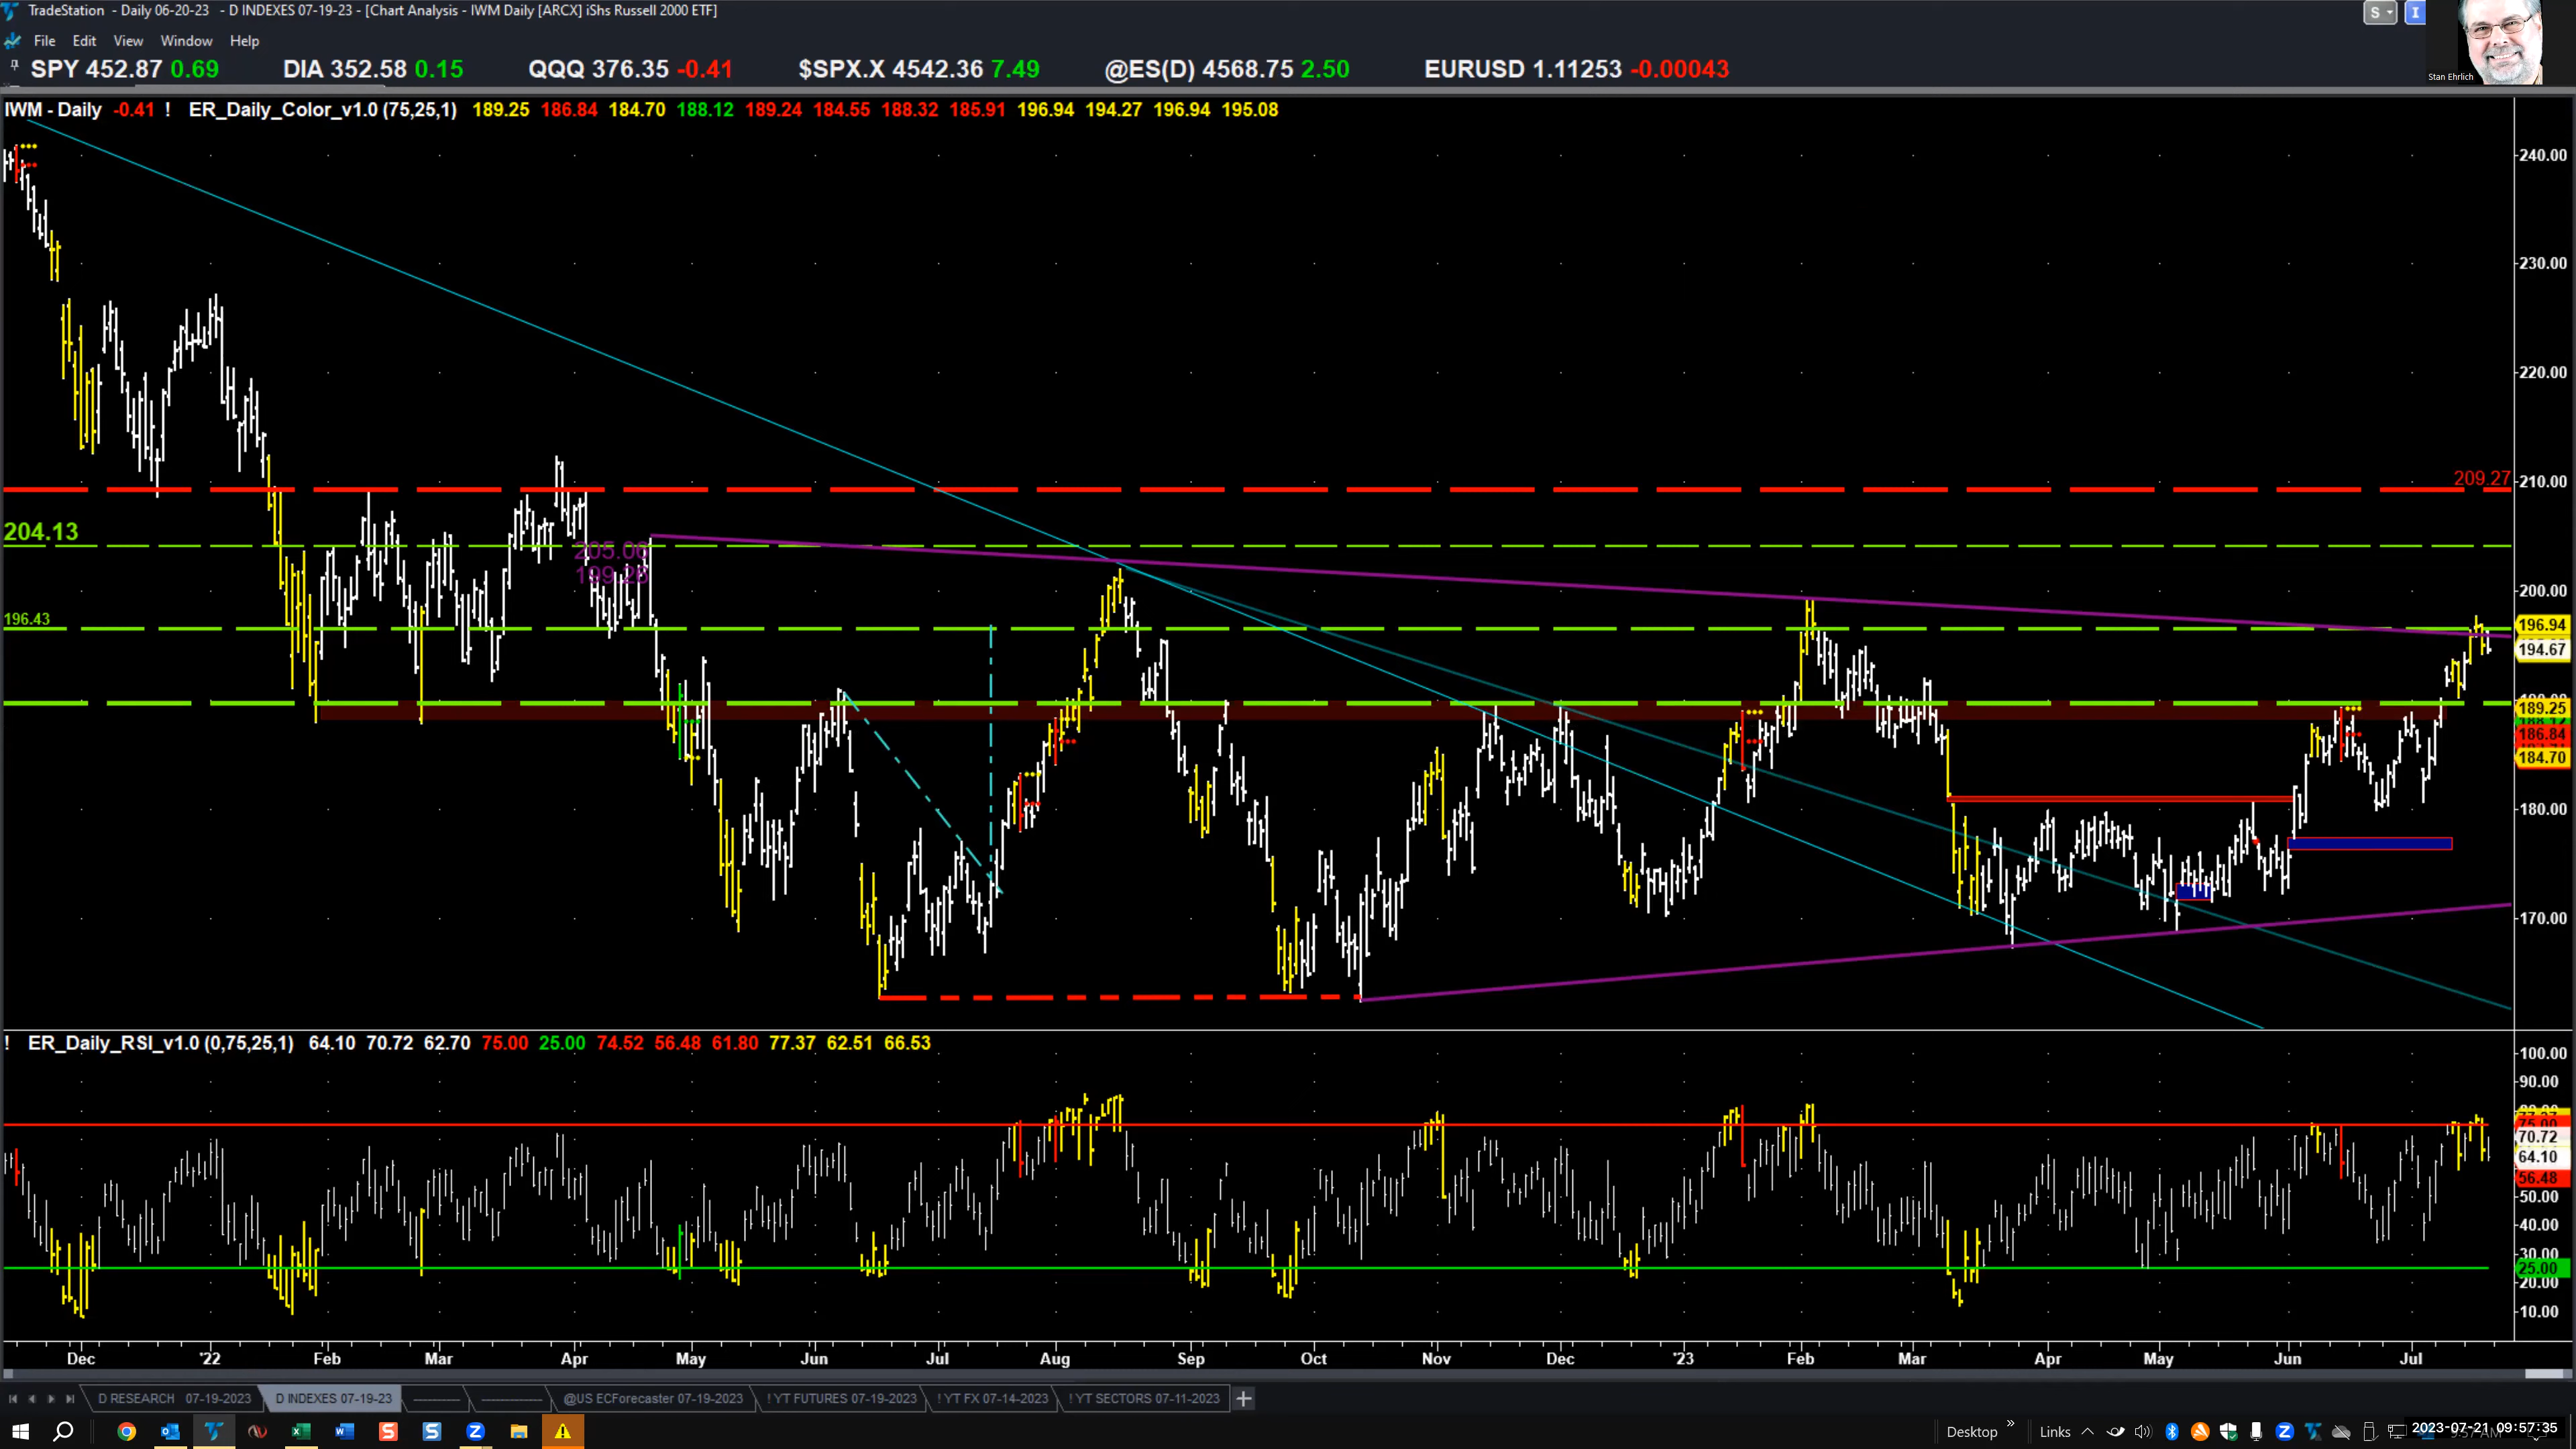 TradeStation - Daily 06-20-23 - D INDEXES 07-19-23 - [Chart Analysis - IWM Daily [ARCX] iShs Russell 2000 ETF]
S
I
File Edit View Window Help
SPY 452.87 0.69 DIA 352.58 0.15 QQQ 376.35 -0.41 $SPX.X 4542.36 7.49 @ES(D) 4568.75 2.50 EURUSD 1.11253 -0.00043
Stan Ehrlich
IWM - Daily -0.41 ! ER_Daily_Color_v1.0 (75,25,1) 189.25 186.84 184.70 188.12 189.24 184.55 188.32 185.91 196.94 194.27 196.94 195.08
240.00
230.00
220.00
209.27
210.00
204.13
205.06
199.28
200.00
196.43
196.94
194.67
189.25
186.84
184.70
180.00
170.00
! ER_Daily_RSI_v1.0 (0,75,25,1) 64.10 70.72 62.70 75.00 25.00 74.52 56.48 61.80 77.37 62.51 66.53
100.00
90.00
70.72
64.10
56.48
50.00
40.00
30.00
25.00
20.00
10.00
Dec '22 Feb Mar Apr May Jun Jul Aug Sep Oct Nov Dec '23 Feb Mar Apr May Jun Jul
D RESEARCH 07-19-2023 D INDEXES 07-19-23 @US ECForecaster 07-19-2023 ! YT FUTURES 07-19-2023 ! YT FX 07-14-2023 ! YT SECTORS 07-11-2023 +
Desktop » Links 2023-07-21 09:57:35